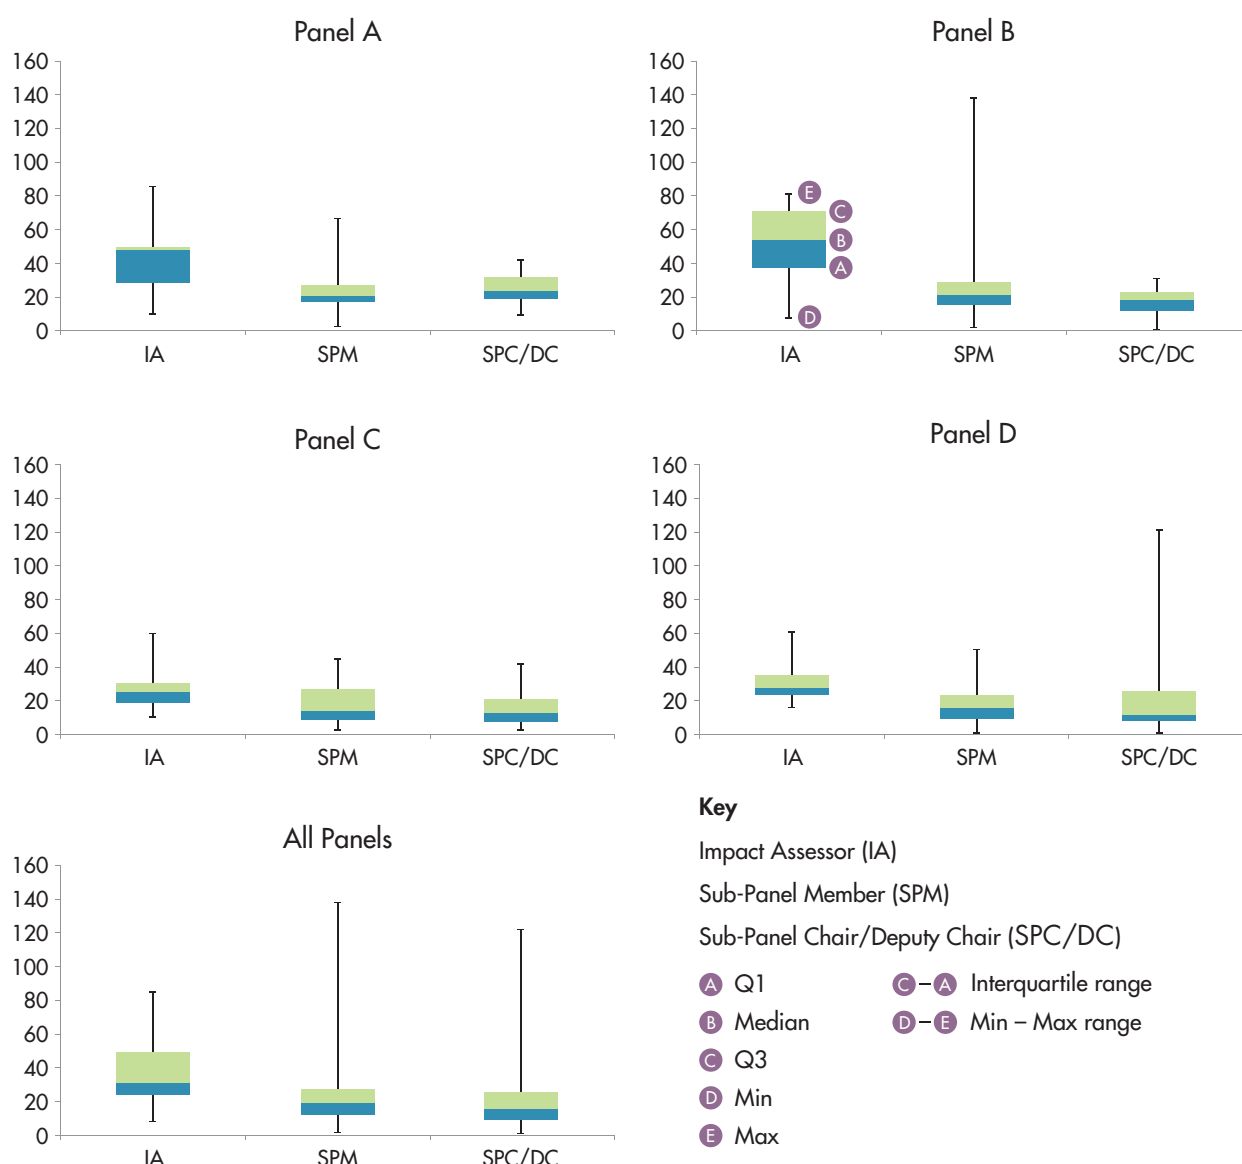 Panel A
160
140
120
100
80
60
40
20
0
IA SPM SPC/DC
Panel B
160
140
120
100
80
60
40
20
0
E
C
B
A
D
IA SPM SPC/DC
Panel C
160
140
120
100
80
60
40
20
0
IA SPM SPC/DC
Panel D
160
140
120
100
80
60
40
20
0
IA SPM SPC/DC
All Panels
160
140
120
100
80
60
40
20
0
IA SPM SPC/DC
Key
Impact Assessor (IA)
Sub-Panel Member (SPM)
Sub-Panel Chair/Deputy Chair (SPC/DC)
A Q1 C–A Interquartile range
B Median D–E Min – Max range
C Q3
D Min
E Max